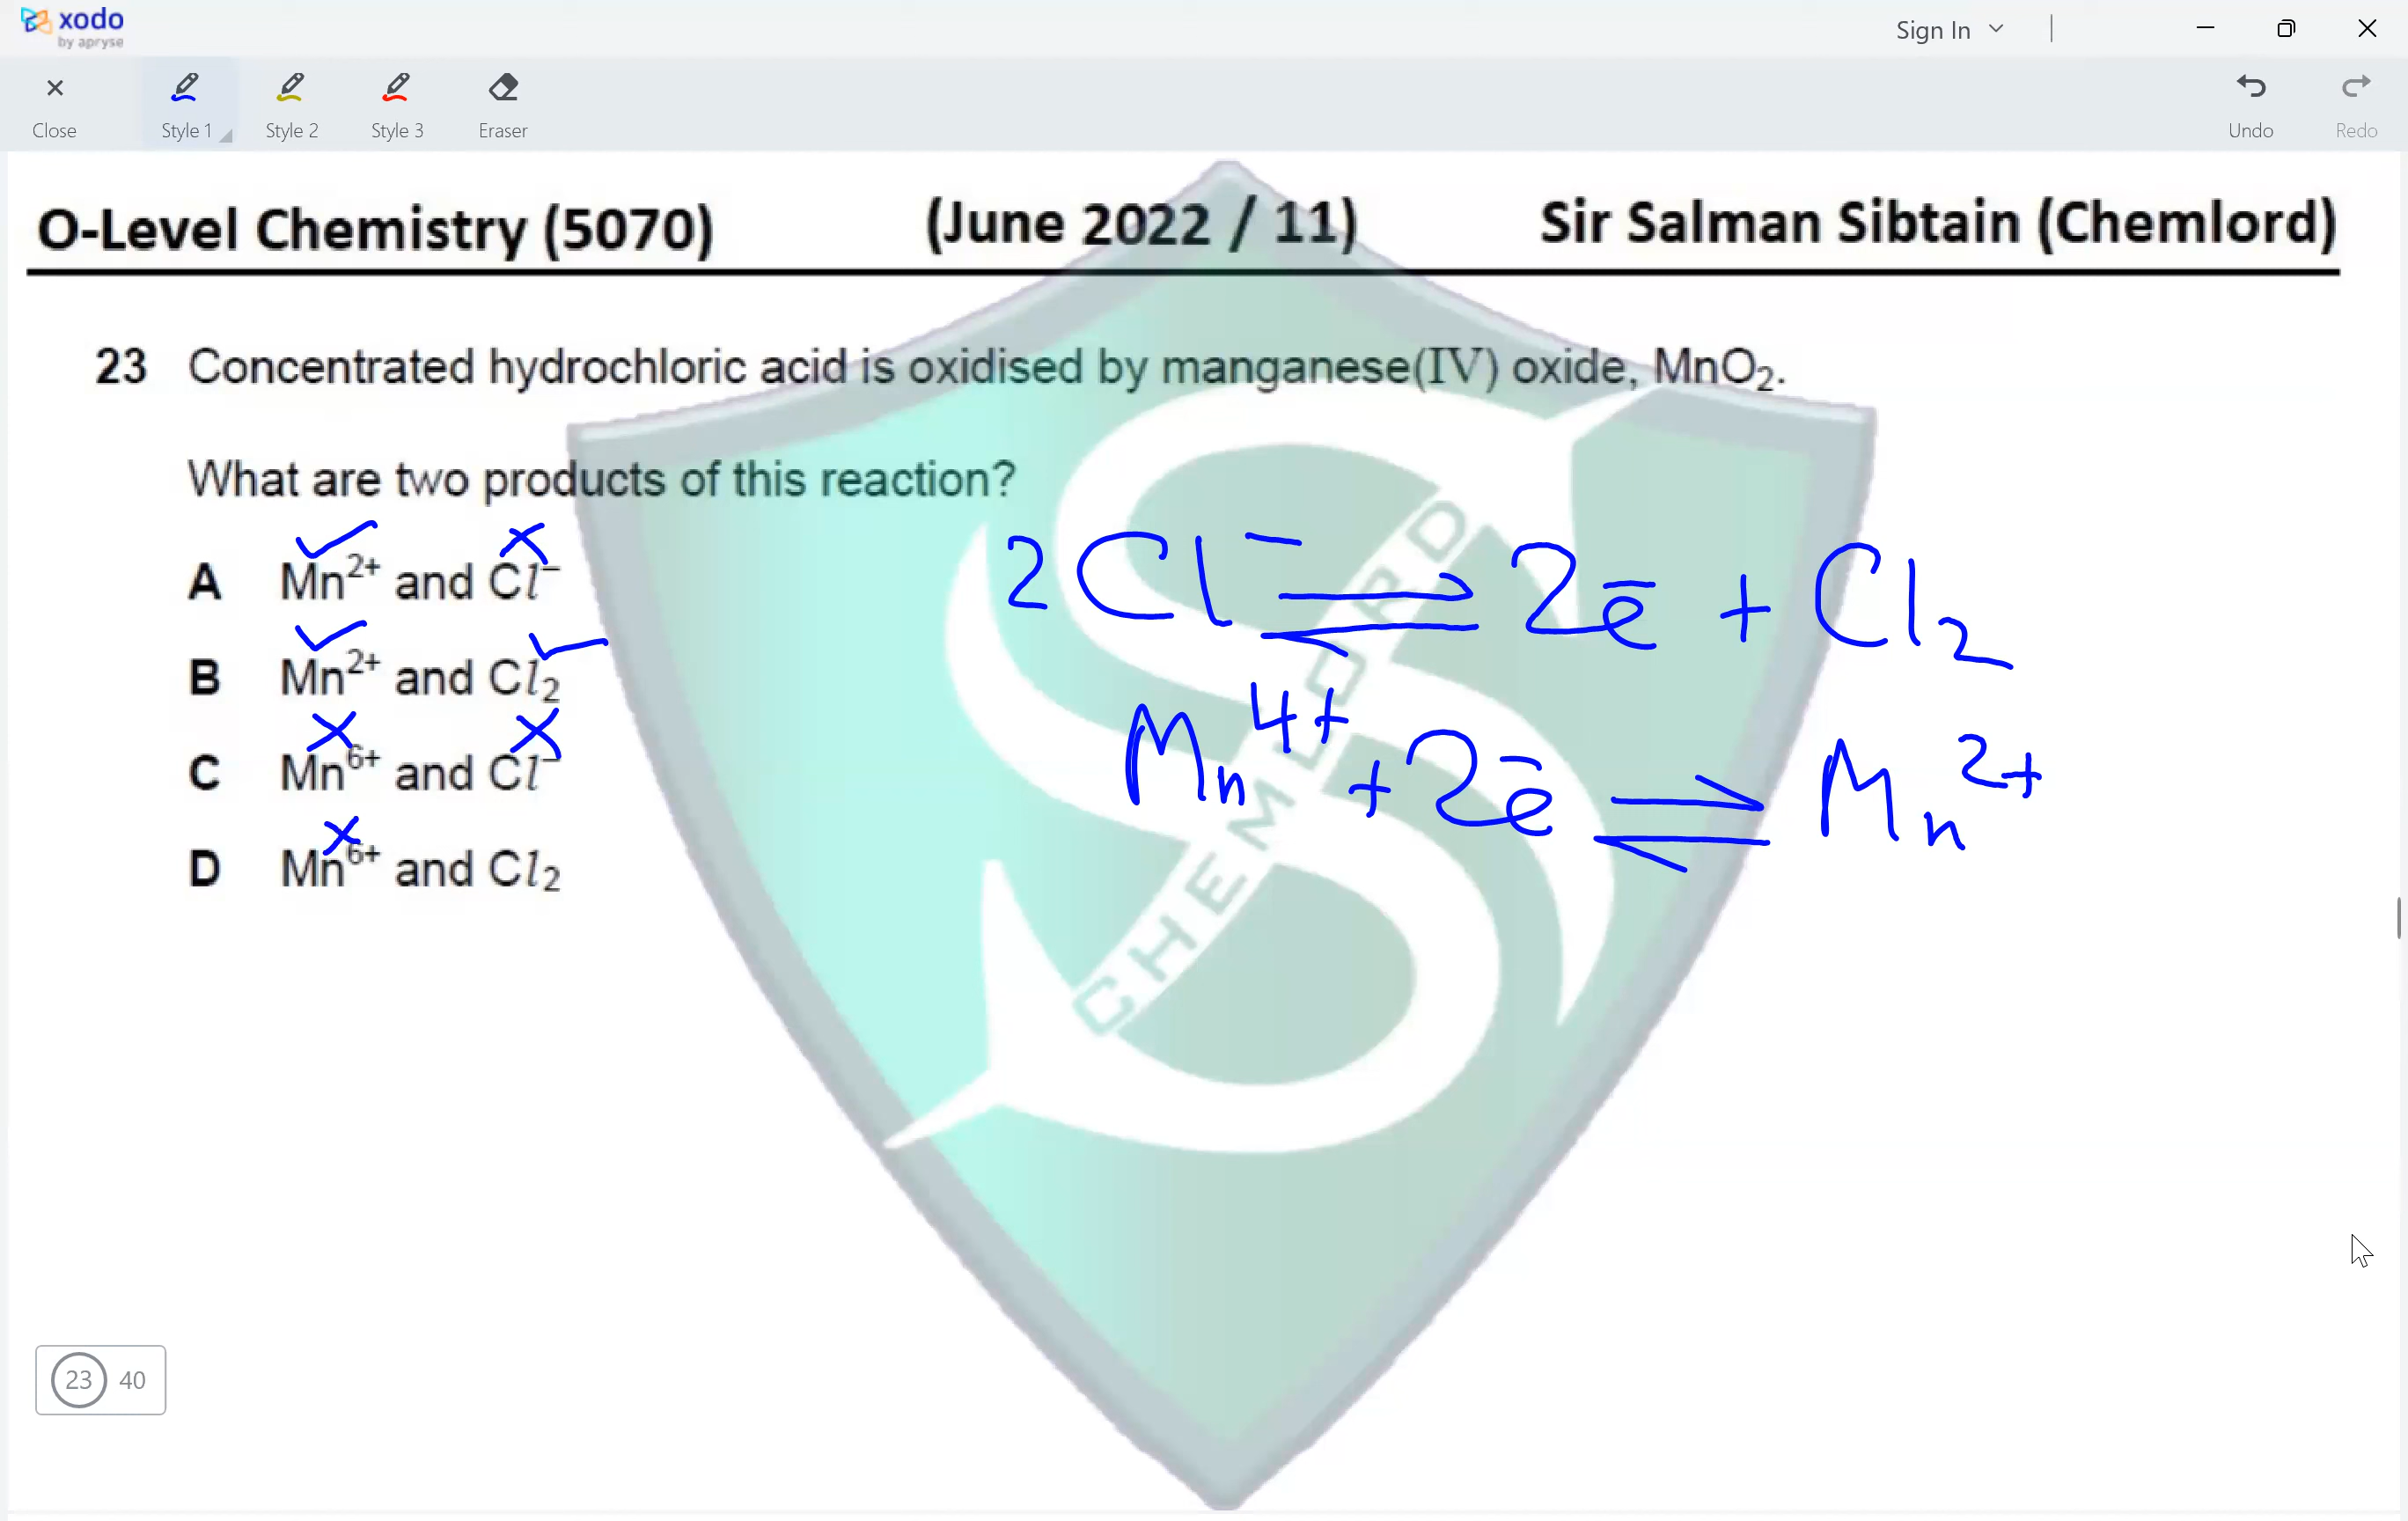 xodo
by apryse
Sign In
Close
Style 1
Style 2
Style 3
Eraser
Undo
Redo
O-Level Chemistry (5070) (June 2022 / 11) Sir Salman Sibtain (Chemlord)
23 Concentrated hydrochloric acid is oxidised by manganese(IV) oxide, MnO₂.
What are two products of this reaction?
✓ ×
A Mn²⁺ and Cl⁻
✓ ✓
B Mn²⁺ and Cl₂
× ×
C Mn⁶⁺ and Cl⁻
×
D Mn⁶⁺ and Cl₂
2Cl⁻ ⇌ 2ē + Cl₂
Mn⁴⁺ + 2ē ⇌ Mn²⁺
CHEMLORD
23 40